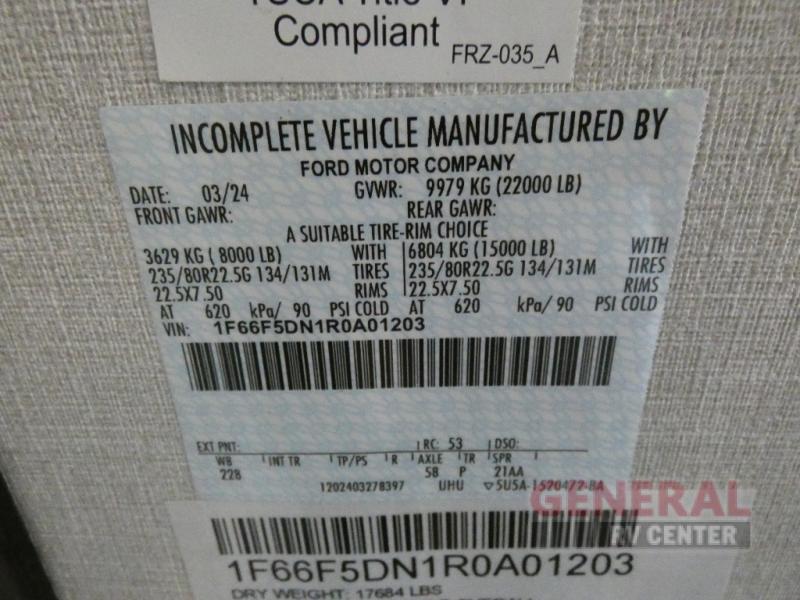 Compliant
FRZ-035_A
INCOMPLETE VEHICLE MANUFACTURED BY
FORD MOTOR COMPANY
DATE: 03/24 GVWR: 9979 KG (22000 LB)
FRONT GAWR: REAR GAWR:
A SUITABLE TIRE-RIM CHOICE
3629 KG ( 8000 LB) WITH 6804 KG (15000 LB) WITH
235/80R22.5G 134/131M TIRES 235/80R22.5G 134/131M TIRES
22.5X7.50 RIMS 22.5X7.50 RIMS
AT 620 kPa/ 90 PSI COLD AT 620 kPa/ 90 PSI COLD
VIN: 1F66F5DN1R0A01203
EXT PNT: RC: 53 DSO:
WB INT TR TP/PS R AXLE TR SPR
228 58 P 21AA
1202403278397 UHU ▽5U5A-1520472-BA
GENERAL
RV CENTER
1F66F5DN1R0A01203
DRY WEIGHT: 17684 LBS